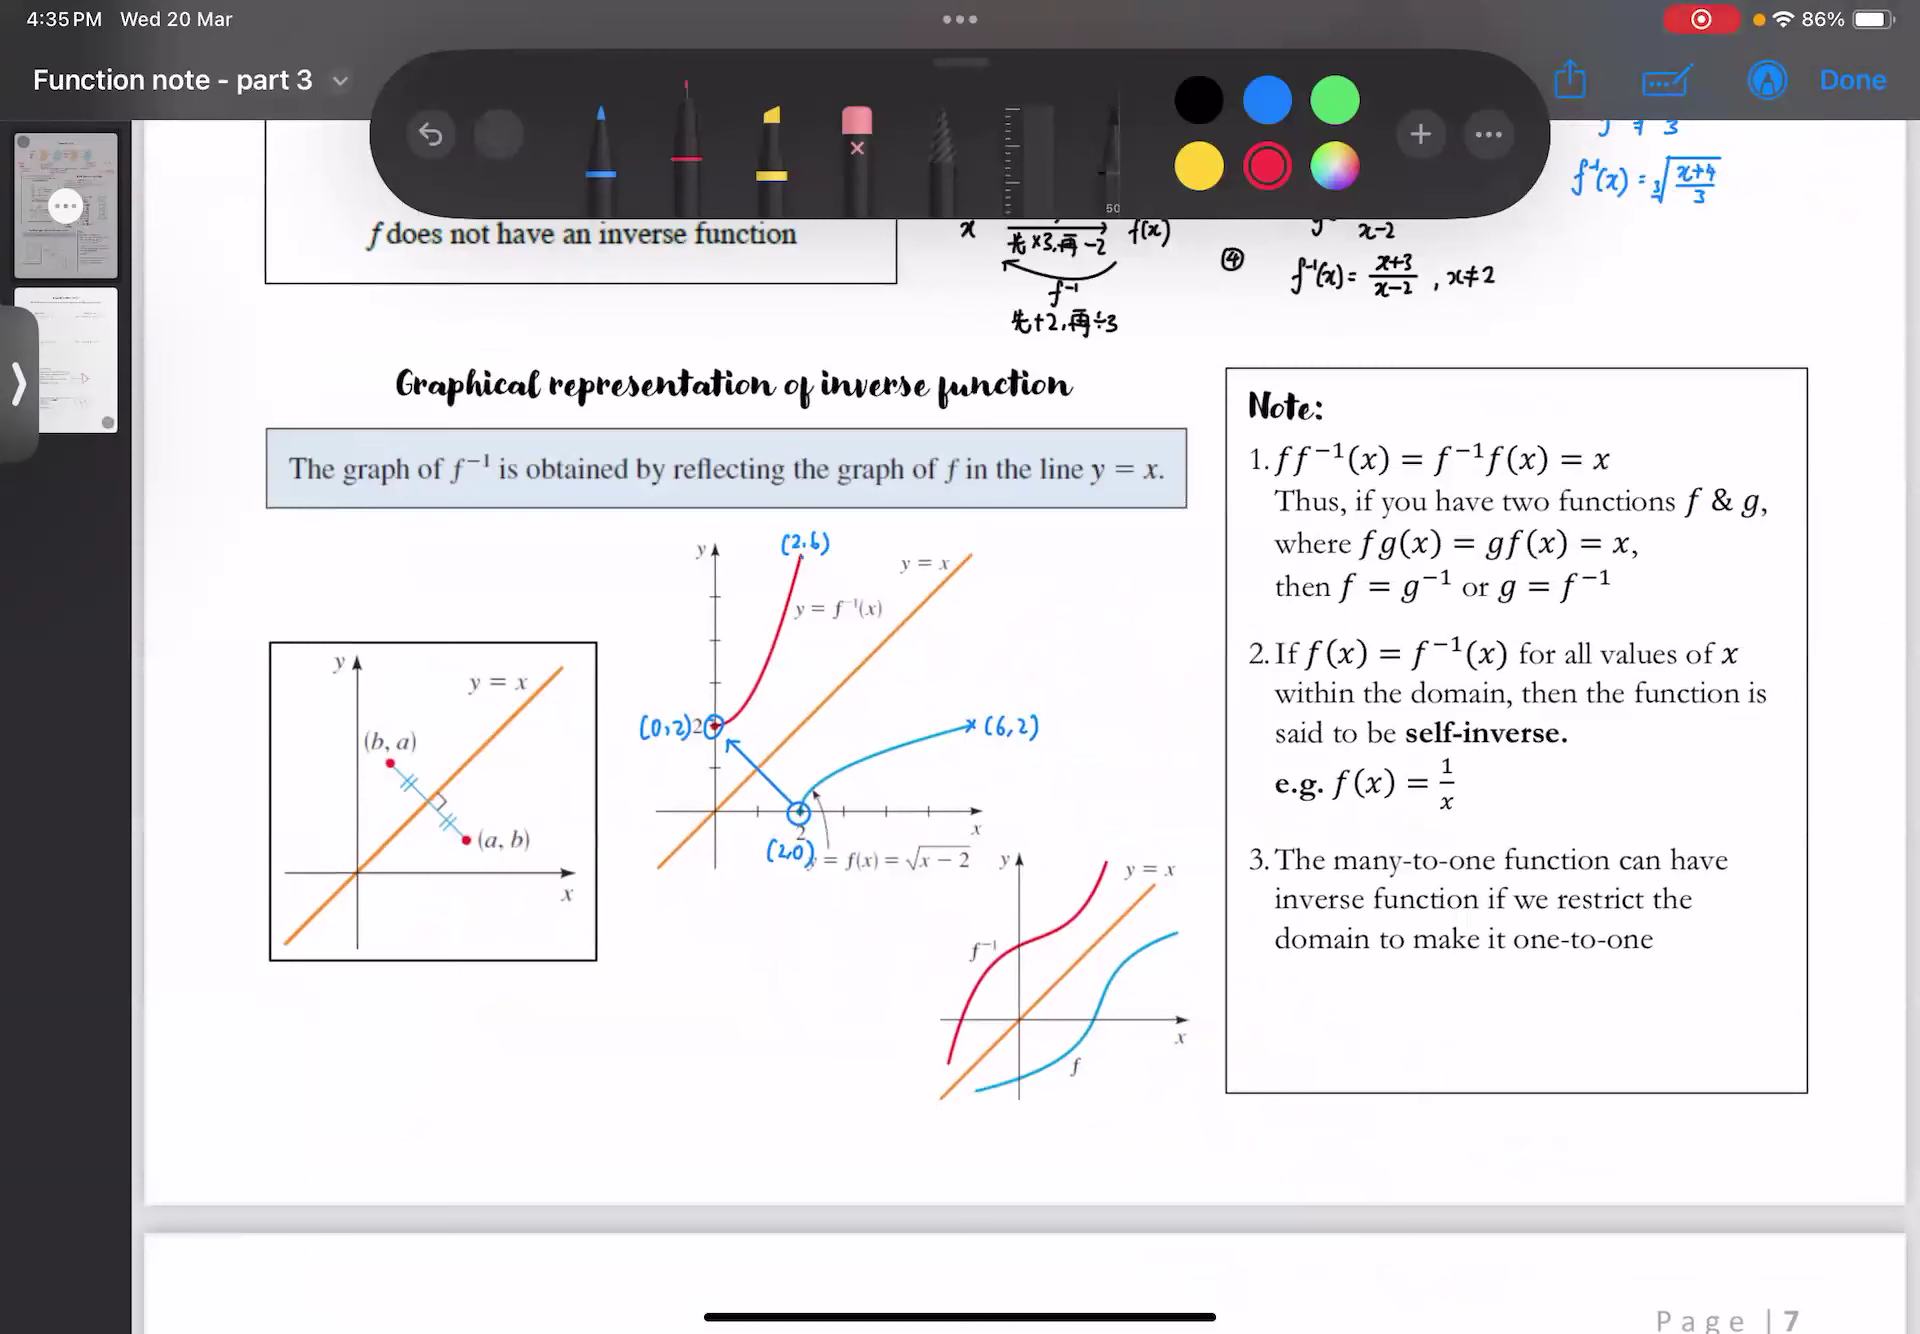 4:35 PM Wed 20 Mar
86%
Function note - part 3
Done
50
f⁻¹(x) = ∛((x+4)/3)
f does not have an inverse function
x f(x)
先×3,再-2
f⁻¹
先+2,再÷3
x-2
④ f⁻¹(x) = (x+3)/(x-2) , x≠2
Graphical representation of inverse function
The graph of f⁻¹ is obtained by reflecting the graph of f in the line y = x.
y
y = x
(b, a)
(a, b)
x
y
(2,6)
y = x
y = f⁻¹(x)
(0,2) 2
(6,2)
2
x
(2,0)
= f(x) = √(x − 2)
y
y = x
f⁻¹
x
f
Note:
1. ff⁻¹(x) = f⁻¹f(x) = x
Thus, if you have two functions f & g,
where fg(x) = gf(x) = x,
then f = g⁻¹ or g = f⁻¹
2. If f(x) = f⁻¹(x) for all values of x
within the domain, then the function is
said to be self-inverse.
e.g. f(x) = 1/x
3. The many-to-one function can have
inverse function if we restrict the
domain to make it one-to-one
Page | 7